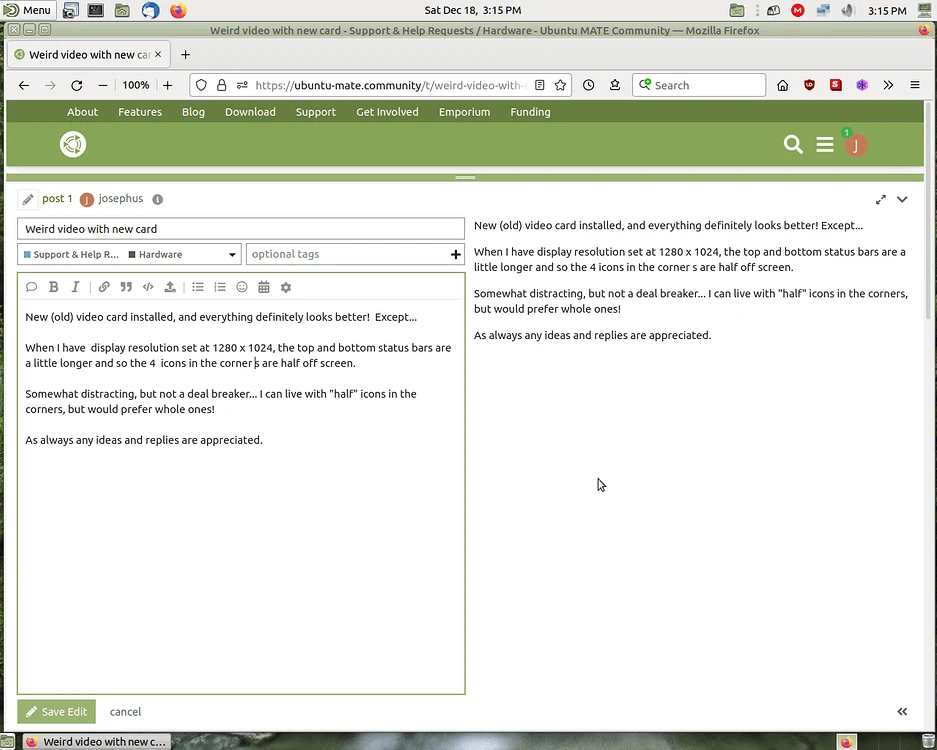 Menu
Sat Dec 18, 3:15 PM
3:15 PM
Weird video with new card - Support & Help Requests / Hardware - Ubuntu MATE Community — Mozilla Firefox
Weird video with new car
100%
https://ubuntu-mate.community/t/weird-video-with-
Search
About
Features
Blog
Download
Support
Get Involved
Emporium
Funding
1
J
post 1
J
josephus
Weird video with new card
Support & Help R...
Hardware
optional tags
B
I
New (old) video card installed, and everything definitely looks better!  Except...
When I have  display resolution set at 1280 x 1024, the top and bottom status bars are
a little longer and so the 4  icons in the corner s are half off screen.
Somewhat distracting, but not a deal breaker... I can live with "half" icons in the
corners, but would prefer whole ones!
As always any ideas and replies are appreciated.
New (old) video card installed, and everything definitely looks better! Except...
When I have display resolution set at 1280 x 1024, the top and bottom status bars are a
little longer and so the 4 icons in the corner s are half off screen.
Somewhat distracting, but not a deal breaker... I can live with "half" icons in the corners,
but would prefer whole ones!
As always any ideas and replies are appreciated.
Save Edit
cancel
Weird video with new c...